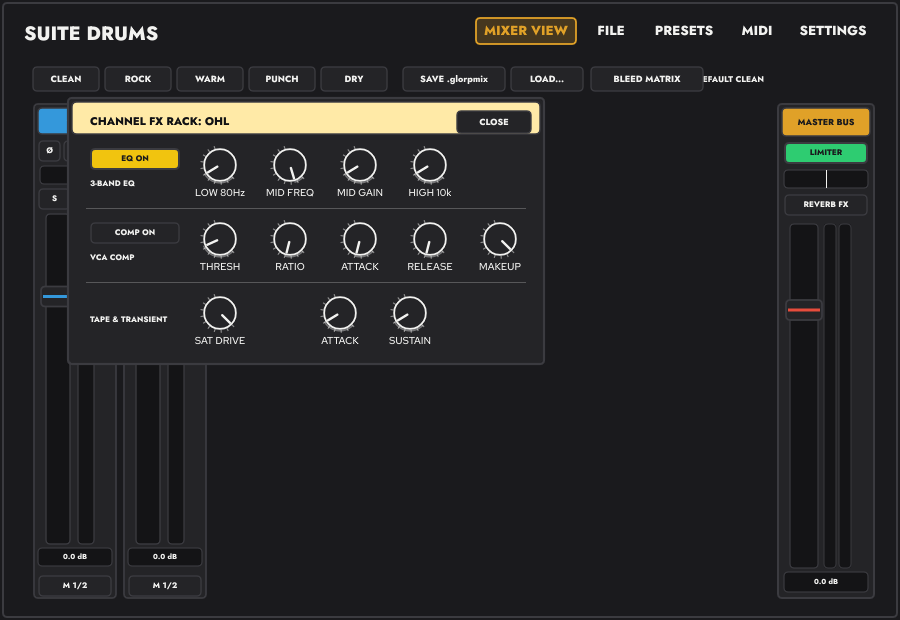 SUITE DRUMS
MIXER VIEW FILE PRESETS MIDI SETTINGS
CLEAN ROCK WARM PUNCH DRY SAVE .glorpmix LOAD... BLEED MATRIX EFAULT CLEAN
CHANNEL FX RACK: OHL CLOSE
MASTER BUS
Ø
EQ ON
3-BAND EQ
LOW 80Hz MID FREQ MID GAIN HIGH 10k
LIMITER
S
REVERB FX
COMP ON
VCA COMP
THRESH RATIO ATTACK RELEASE MAKEUP
TAPE & TRANSIENT
SAT DRIVE ATTACK SUSTAIN
0.0 dB 0.0 dB
M 1/2 M 1/2
0.0 dB